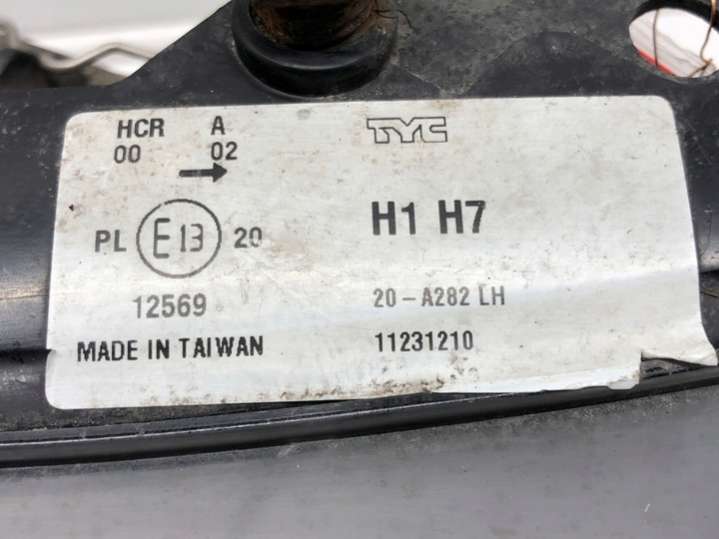 HCR A TYC
00 02
→
H1 H7
PL E13 20
12569 20-A282 LH
MADE IN TAIWAN 11231210